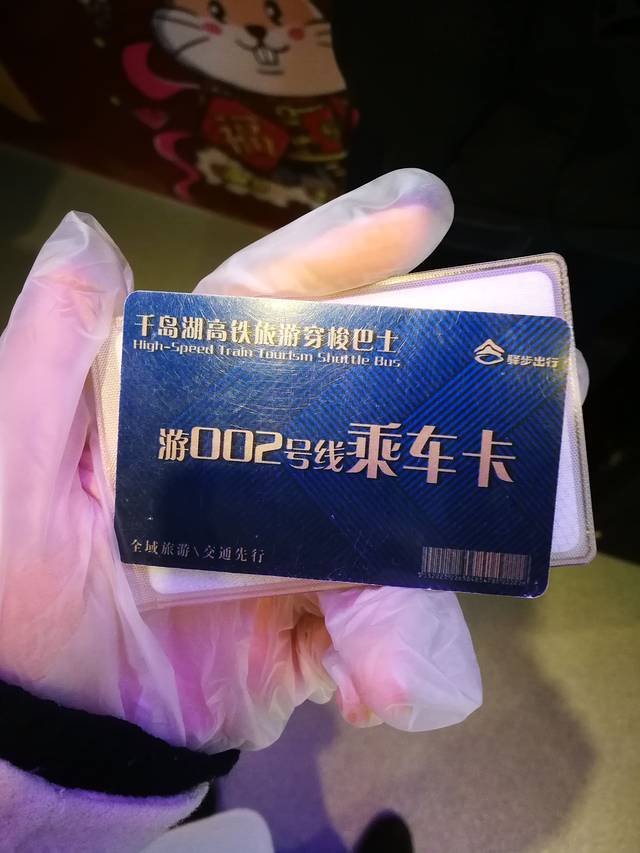 福
千岛湖高铁旅游穿梭巴士
High-Speed Train Tourism Shuttle Bus
驿步出行
游002号线乘车卡
全域旅游\交通先行